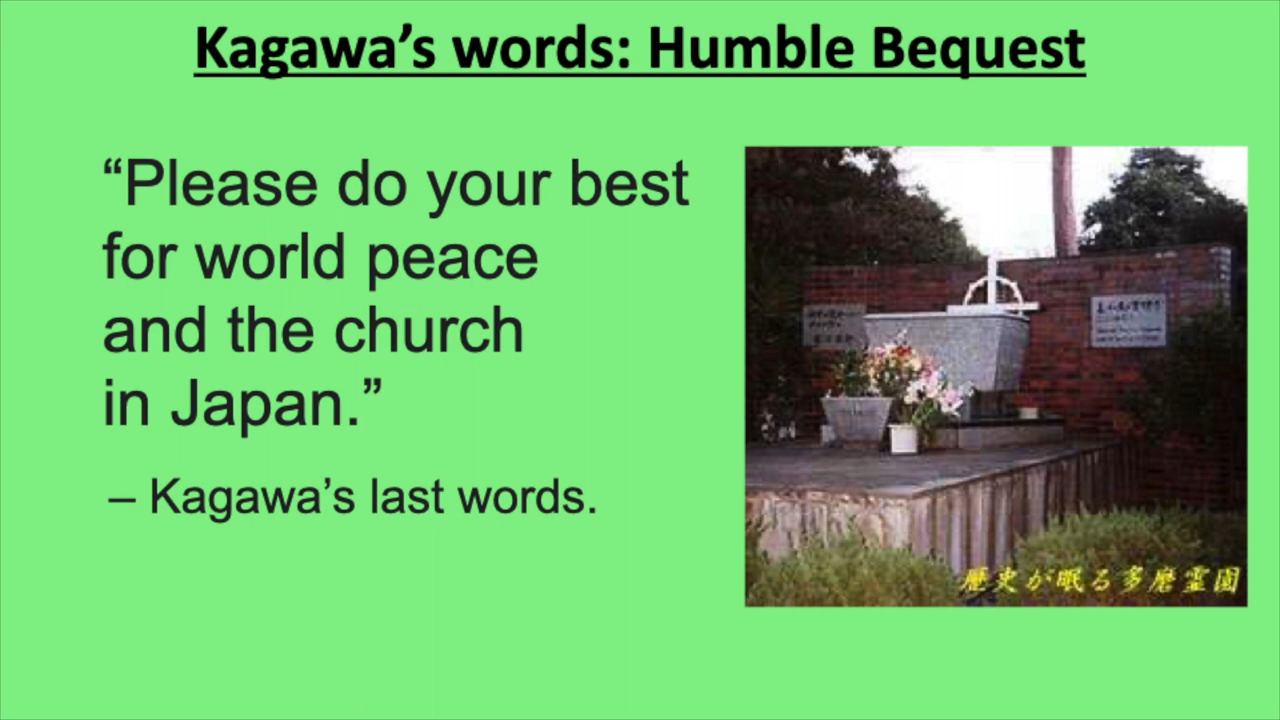 Kagawa’s words: Humble Bequest
“Please do your best
for world peace
and the church
in Japan.”
– Kagawa’s last words.
歴史が眠る多磨霊園